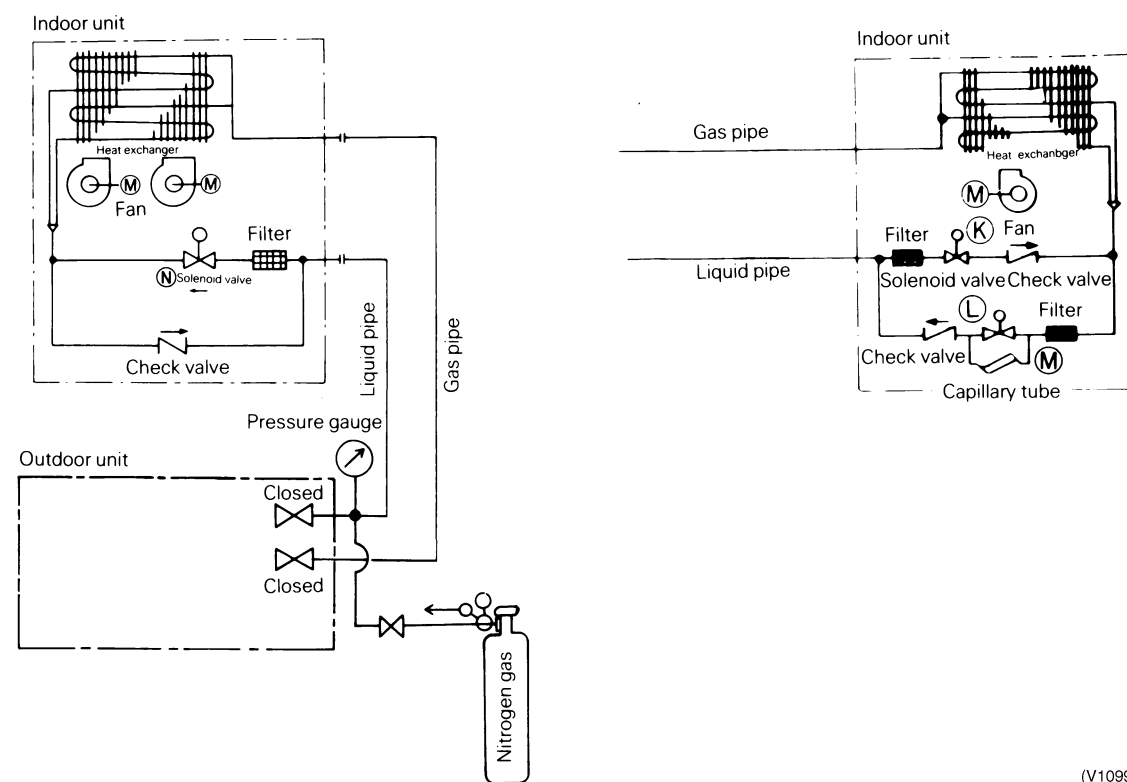 Indoor unit
Heat exchanger
M
M
Fan
Filter
N Solenoid valve
Check valve
Liquid pipe
Gas pipe
Pressure gauge
Outdoor unit
Closed
Closed
Nitrogen gas
Indoor unit
Gas pipe
Heat exchanbger
M
K
Fan
Filter
Liquid pipe
Solenoid valve Check valve
L
Filter
Check valve
M
Capillary tube
(V1099